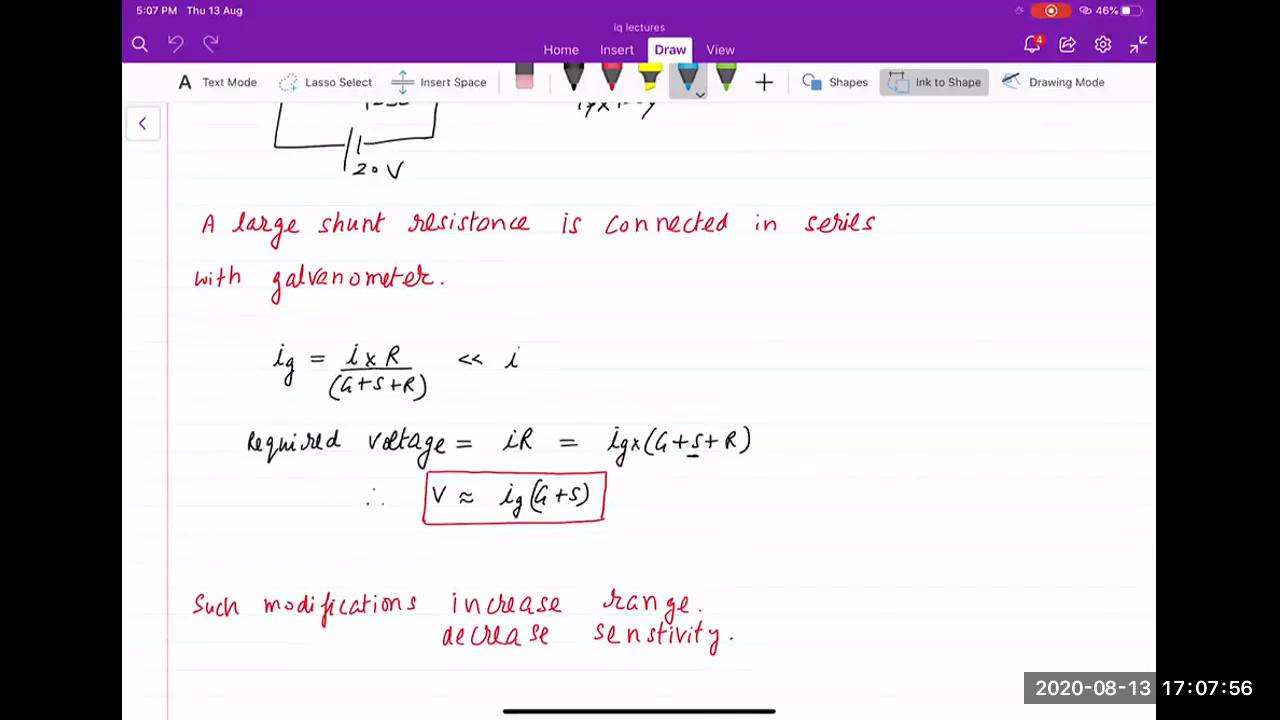 5:07 PM Thu 13 Aug
46%
iq lectures
Home Insert Draw View
4
A Text Mode Lasso Select Insert Space Shapes Ink to Shape Drawing Mode
20 V
A large shunt resistance is connected in series
with galvanometer.
ig = i x R / (G+S+R) << i
Required voltage = iR = ig x (G+S+R)
∴ V ≈ ig (G+S)
Such modifications increase range.
decrease senstivity.
2020-08-13 17:07:56